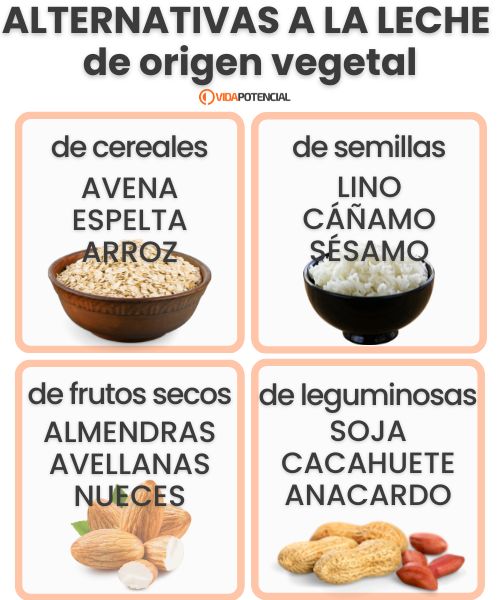 ALTERNATIVAS A LA LECHE
de origen vegetal
VIDAPOTENCIAL
de cereales
AVENA
ESPELTA
ARROZ
de semillas
LINO
CÁÑAMO
SÉSAMO
de frutos secos
ALMENDRAS
AVELLANAS
NUECES
de leguminosas
SOJA
CACAHUETE
ANACARDO